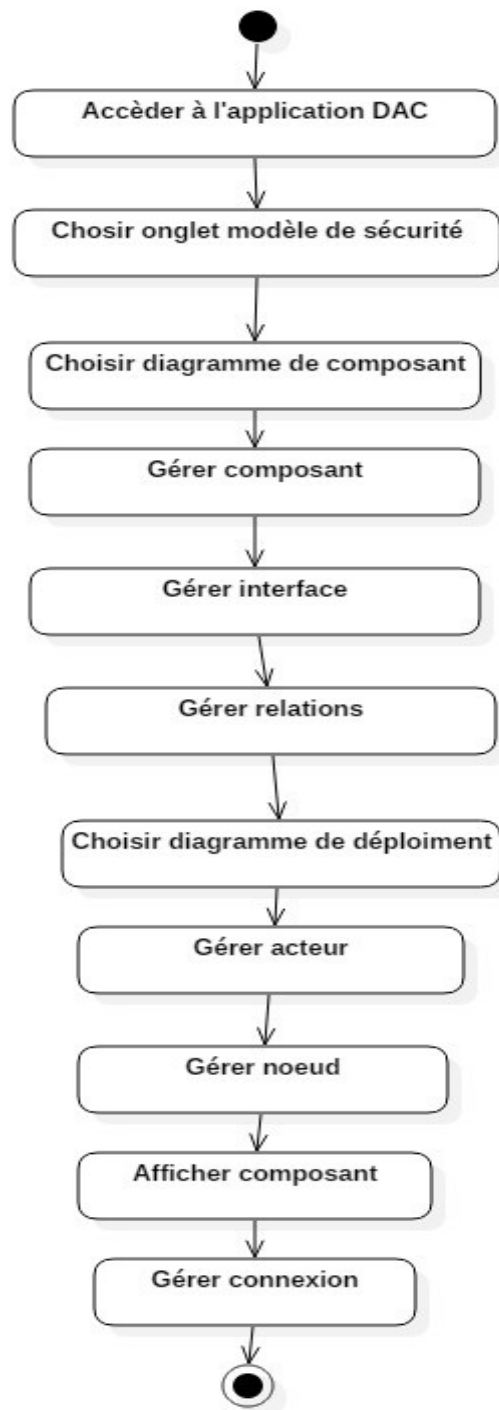 Accèder à l'application DAC
Chosir onglet modèle de sécurité
Choisir diagramme de composant
Gérer composant
Gérer interface
Gérer relations
Choisir diagramme de déploiment
Gérer acteur
Gérer noeud
Afficher composant
Gérer connexion